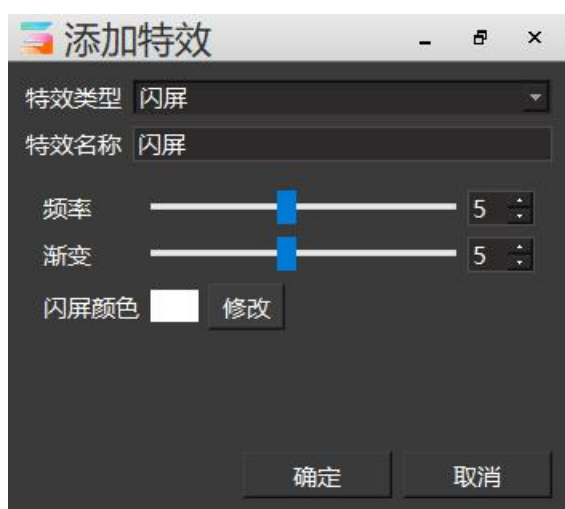 添加特效
特效类型 闪屏
特效名称 闪屏
频率 5
渐变 5
闪屏颜色 修改
确定 取消